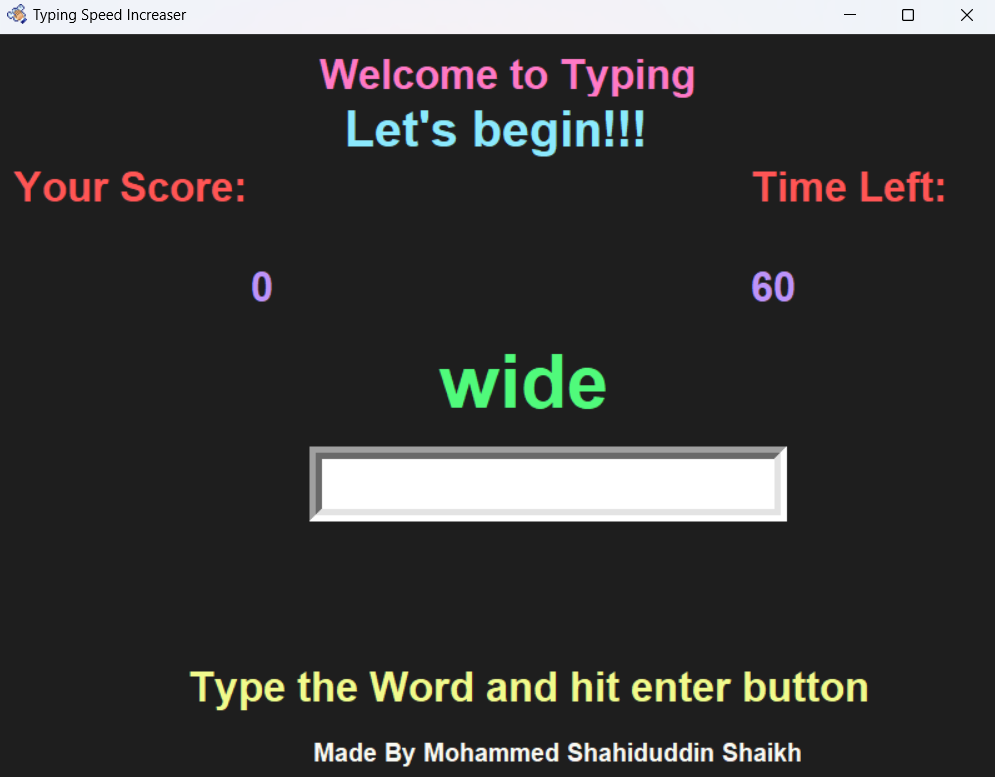 Typing Speed Increaser
Welcome to Typing
Let's begin!!!
Your Score: Time Left:
0 60
wide
Type the Word and hit enter button
Made By Mohammed Shahiduddin Shaikh